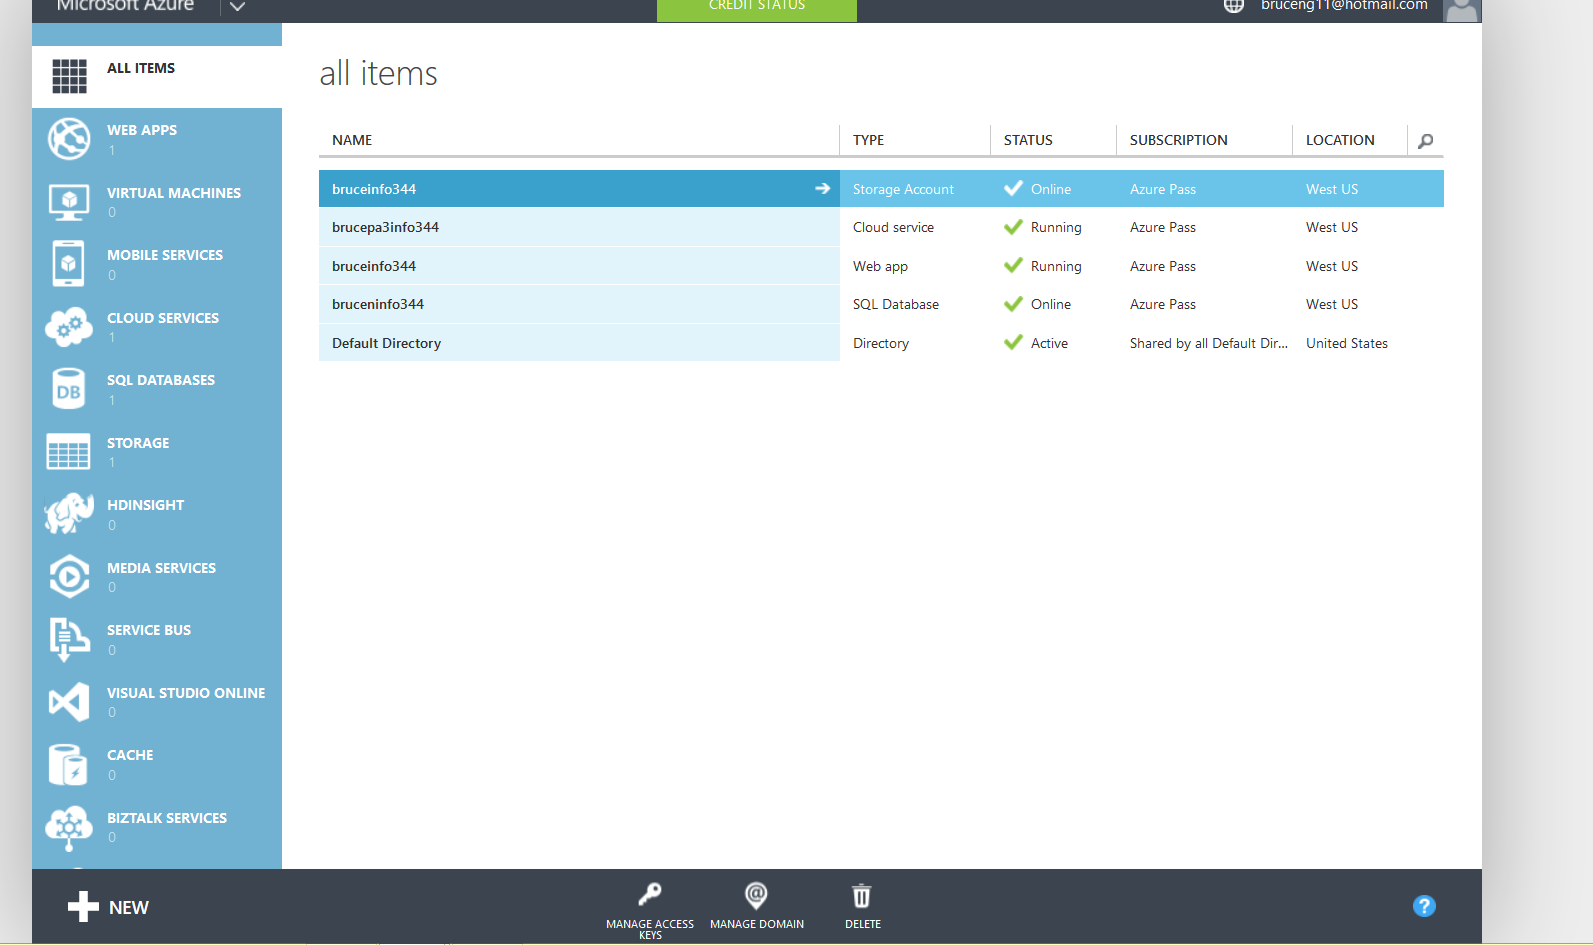 Microsoft Azure
CREDIT STATUS
bruceng11@hotmail.com
ALL ITEMS
WEB APPS
1
VIRTUAL MACHINES
0
MOBILE SERVICES
0
CLOUD SERVICES
1
DB
SQL DATABASES
1
STORAGE
1
HDINSIGHT
0
MEDIA SERVICES
0
SERVICE BUS
0
VISUAL STUDIO ONLINE
0
CACHE
0
BIZTALK SERVICES
0
all items
NAME TYPE STATUS SUBSCRIPTION LOCATION
bruceinfo344 Storage Account Online Azure Pass West US
brucepa3info344 Cloud service Running Azure Pass West US
bruceinfo344 Web app Running Azure Pass West US
bruceninfo344 SQL Database Online Azure Pass West US
Default Directory Directory Active Shared by all Default Dir... United States
NEW
MANAGE ACCESS
KEYS
MANAGE DOMAIN
DELETE
?